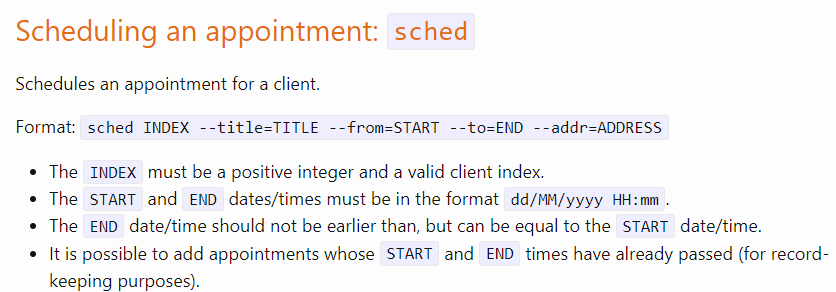 Scheduling an appointment: sched
Schedules an appointment for a client.
Format: sched INDEX --title=TITLE --from=START --to=END --addr=ADDRESS
• The INDEX must be a positive integer and a valid client index.
• The START and END dates/times must be in the format dd/MM/yyyy HH:mm.
• The END date/time should not be earlier than, but can be equal to the START date/time.
• It is possible to add appointments whose START and END times have already passed (for record-
keeping purposes).